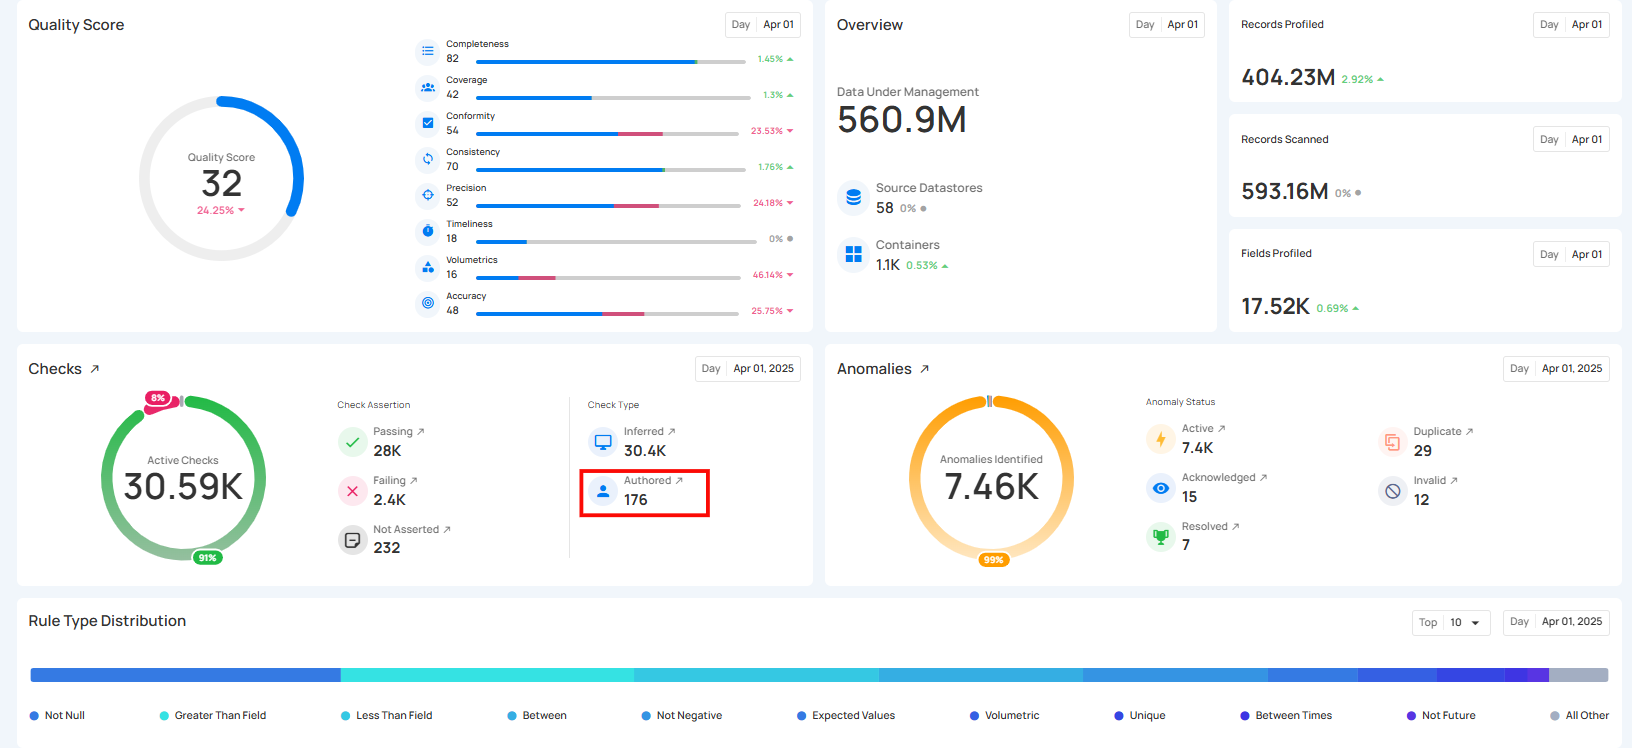 Quality Score
Day Apr 01
Quality Score
32
24.25%
Completeness
82
1.45%
Coverage
42
1.3%
Conformity
54
23.53%
Consistency
70
1.76%
Precision
52
24.18%
Timeliness
18
0%
Volumetrics
16
46.14%
Accuracy
48
25.75%
Overview
Day Apr 01
Data Under Management
560.9M
Source Datastores
58 0%
Containers
1.1K 0.53%
Records Profiled
Day Apr 01
404.23M 2.92%
Records Scanned
Day Apr 01
593.16M 0%
Fields Profiled
Day Apr 01
17.52K 0.69%
Checks
Day Apr 01, 2025
8%
Active Checks
30.59K
91%
Check Assertion
Passing
28K
Failing
2.4K
Not Asserted
232
Check Type
Inferred
30.4K
Authored
176
Anomalies
Day Apr 01, 2025
Anomalies Identified
7.46K
99%
Anomaly Status
Active
7.4K
Acknowledged
15
Resolved
7
Duplicate
29
Invalid
12
Rule Type Distribution
Top 10
Day Apr 01, 2025
Not Null Greater Than Field Less Than Field Between Not Negative Expected Values Volumetric Unique Between Times Not Future All Other